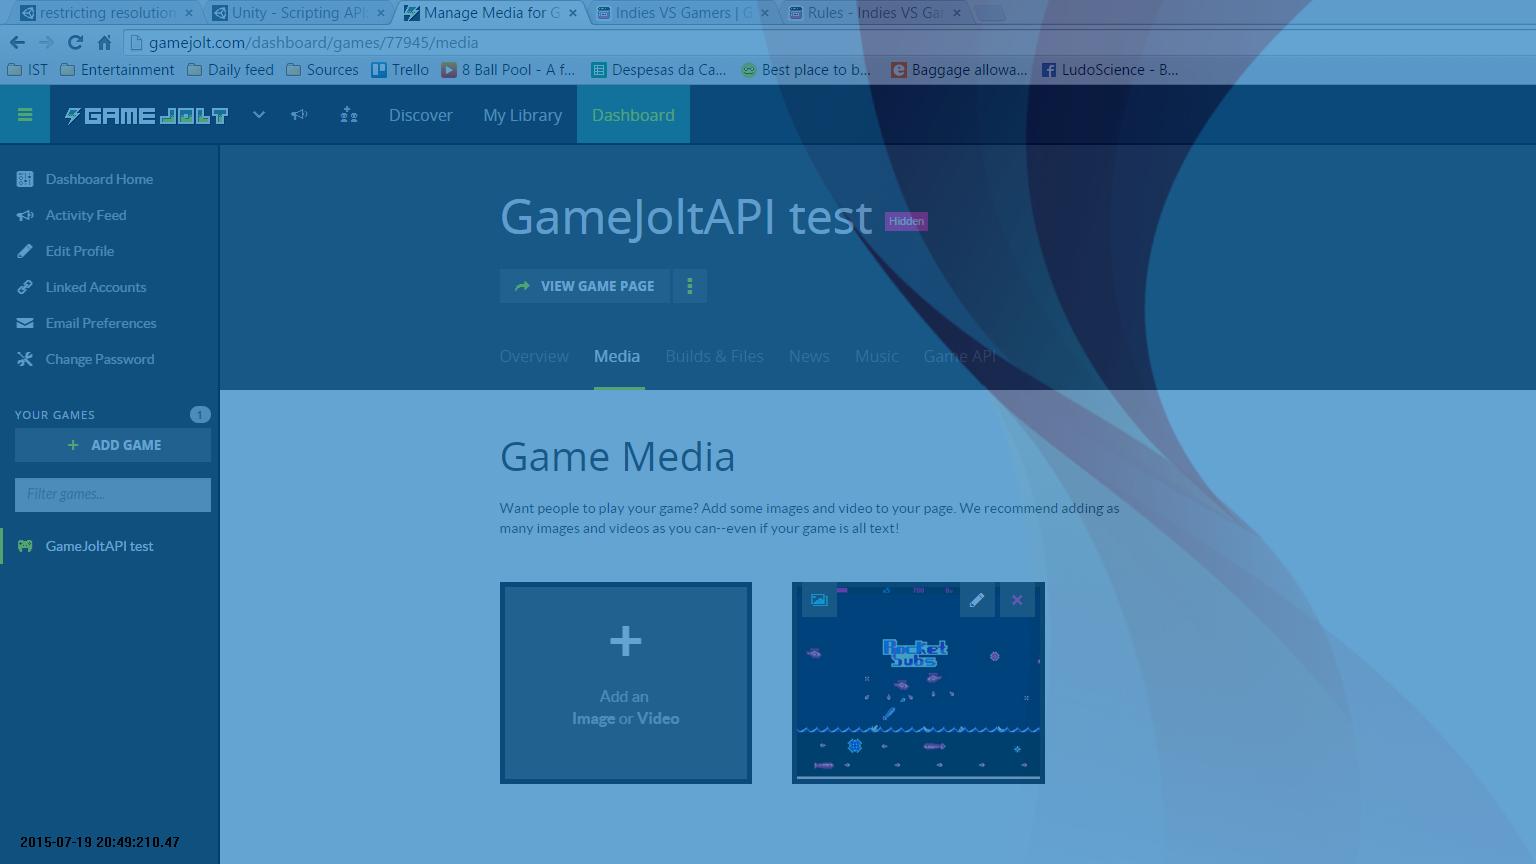 restricting resolution
Unity - Scripting API:
Manage Media for G
Indies VS Gamers | G
Rules - Indies VS Ga
gamejolt.com/dashboard/games/77945/media
IST Entertainment Daily feed Sources Trello 8 Ball Pool - A f... Despesas da Ca... Best place to b... Baggage allowa... LudoScience - B...
GAME JOLT Discover My Library Dashboard
Dashboard Home
Activity Feed
Edit Profile
Linked Accounts
Email Preferences
Change Password
YOUR GAMES 1
+ ADD GAME
Filter games...
GameJoltAPI test
GameJoltAPI test Hidden
VIEW GAME PAGE
Overview Media Builds & Files News Music Game API
Game Media
Want people to play your game? Add some images and video to your page. We recommend adding as
many images and videos as you can--even if your game is all text!
Add an
Image or Video
x5 700
Rocket
Subs
2015-07-19 20:49:210.47